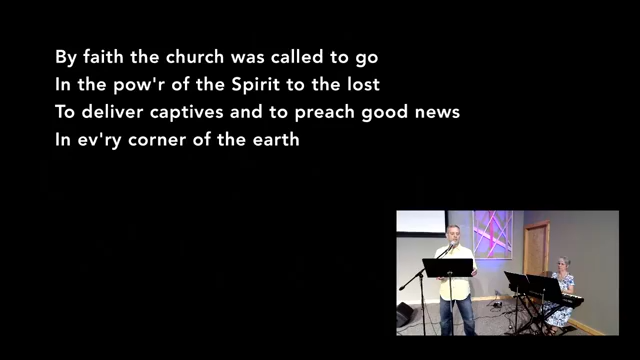 By faith the church was called to go
In the pow'r of the Spirit to the lost
To deliver captives and to preach good news
In ev'ry corner of the earth